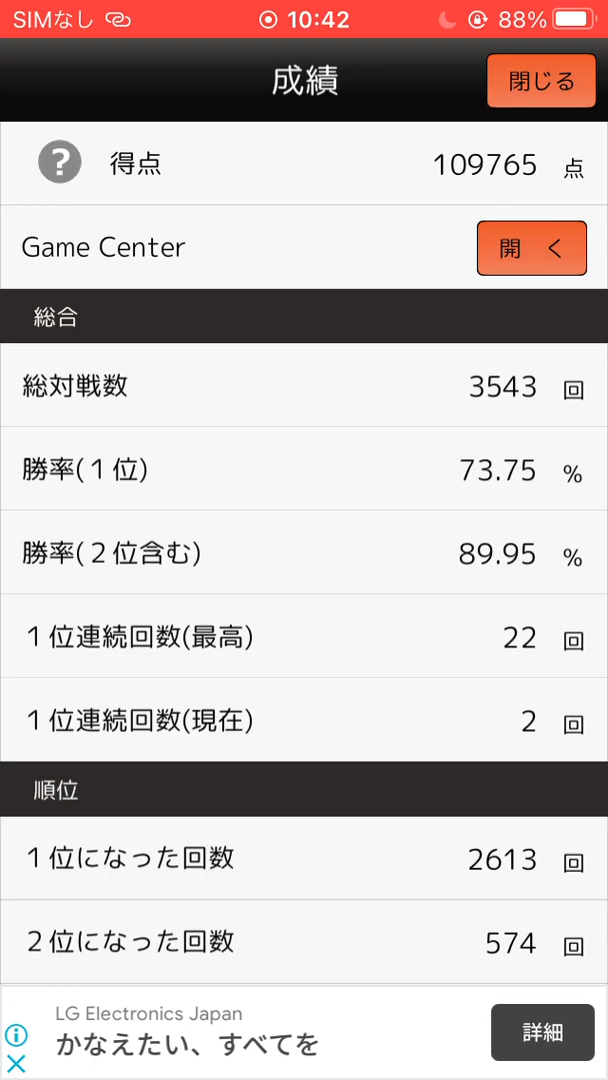 SIMなし 10:42 88%
成績 閉じる
? 得点 109765 点
Game Center 開 く
総合
総対戦数 3543 回
勝率(1位) 73.75 %
勝率(2位含む) 89.95 %
1位連続回数(最高) 22 回
1位連続回数(現在) 2 回
順位
1位になった回数 2613 回
2位になった回数 574 回
LG Electronics Japan
かなえたい、すべてを
詳細